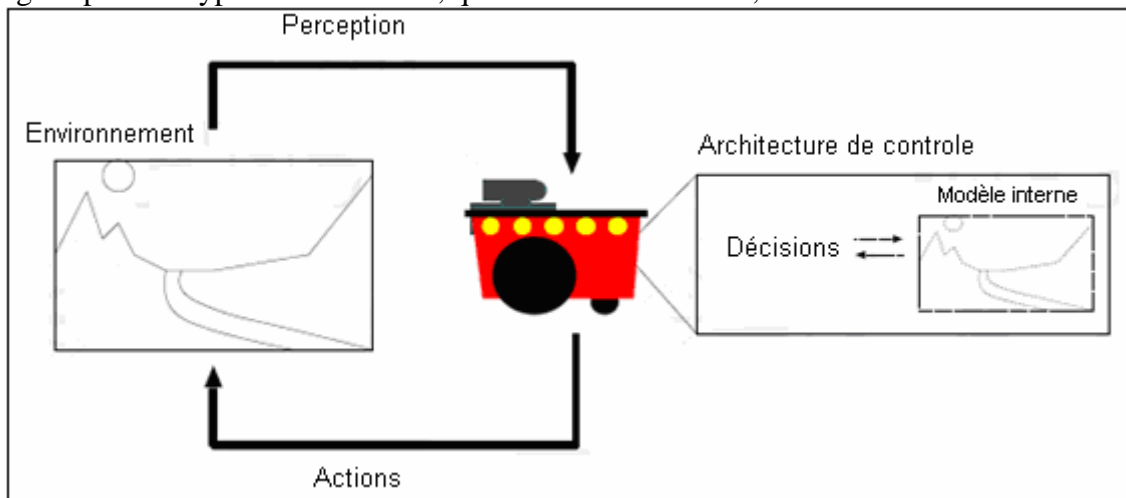 Perception
Environnement
Architecture de controle
Modèle interne
Décisions
Actions